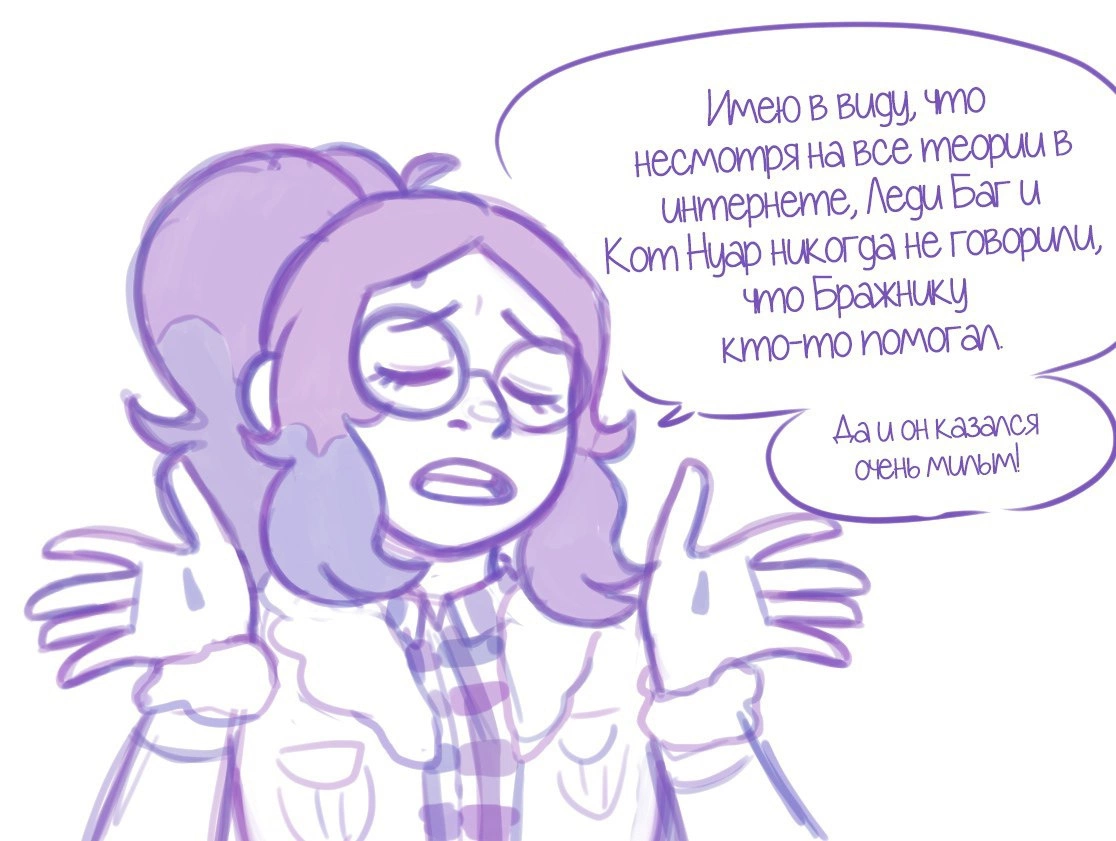 Имею в виду, что
несмотря на все теории в
интернете, Леди Баг и
Кот Нуар никогда не говорили,
что Бражнику
кто-то помогал.
Да и он казался
очень милым!